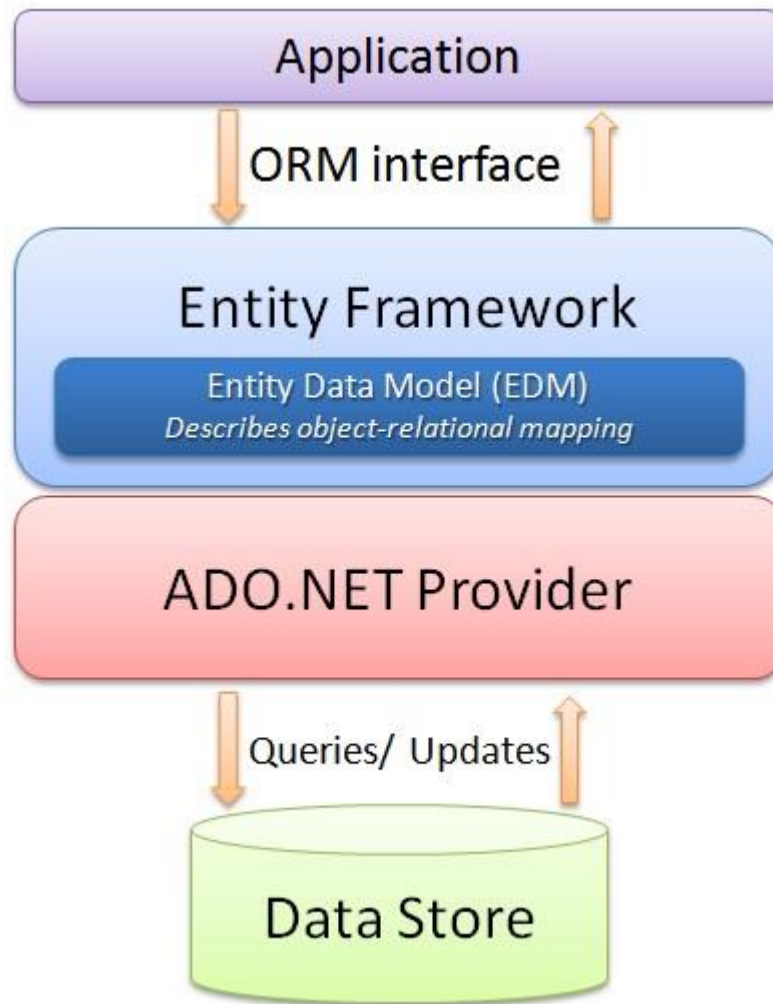 Application
ORM interface
Entity Framework
Entity Data Model (EDM)
Describes object-relational mapping
ADO.NET Provider
Queries/ Updates
Data Store